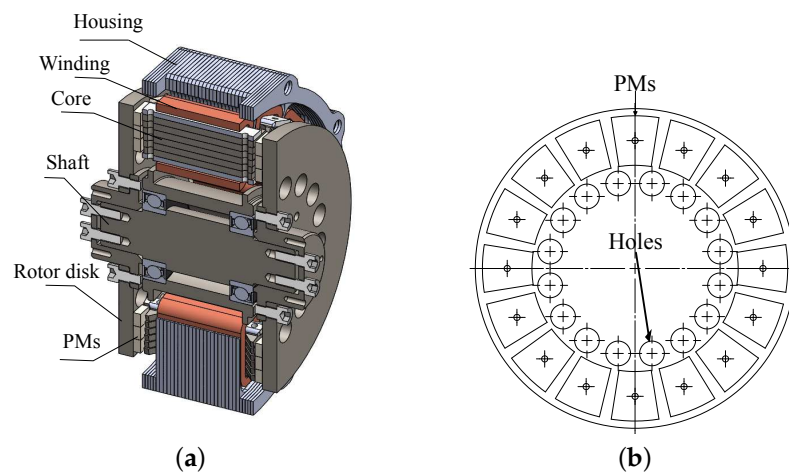 Housing
Winding
Core
Shaft
Rotor disk
PMs
(a)
PMs
Holes
(b)